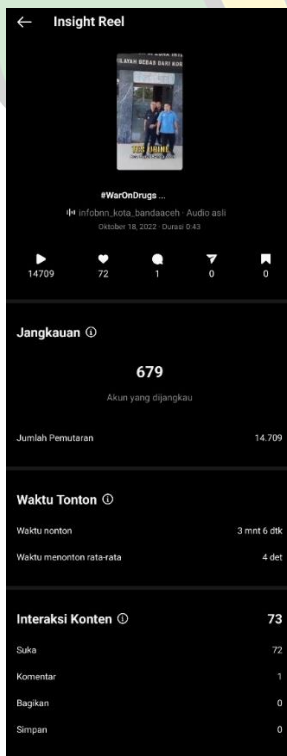 Insight Reel
#WarOnDrugs ...
infobnn_kota_bandaaceh · Audio asli
Oktober 18, 2022 · Durasi 0:43
14709 72 1 0 0
Jangkauan
679
Akun yang dijangkau
Jumlah Pemutaran 14.709
Waktu Tonton
Waktu nonton 3 mnt 6 dtk
Waktu menonton rata-rata 4 det
Interaksi Konten 73
Suka 72
Komentar 1
Bagikan 0
Simpan 0